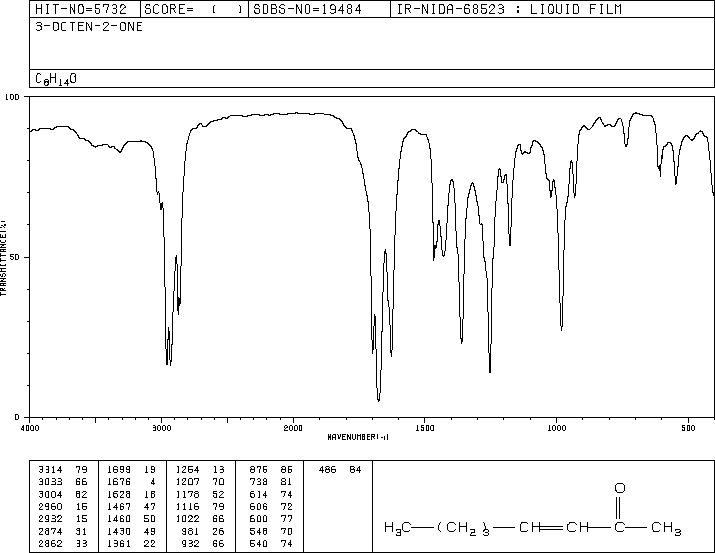 HIT-NO=5732 SCORE= ( ) SDBS-NO=19484 IR-NIDA-68523 : LIQUID FILM
3-OCTEN-2-ONE
C8H14O
100
50
0
TRANSMITTANCE(%)
4000 3000 2000 1500 1000 500
WAVENUMBER(-1)
3314 79 1699 19 1254 13 875 85 486 84
3033 66 1676 4 1207 70 738 81
3004 62 1628 18 1178 52 614 74
2960 16 1467 47 1116 79 606 72
2932 15 1460 50 1022 66 600 77
2874 31 1430 49 981 26 548 70
2862 33 1361 22 932 66 540 74
O
H3C (CH2)3 CH CH C CH3